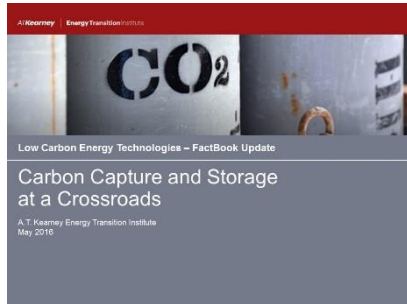 ATKearney | Energy Transition Institute
CO2
Low Carbon Energy Technologies – FactBook Update
Carbon Capture and Storage
at a Crossroads
A.T. Kearney Energy Transition Institute
May 2016